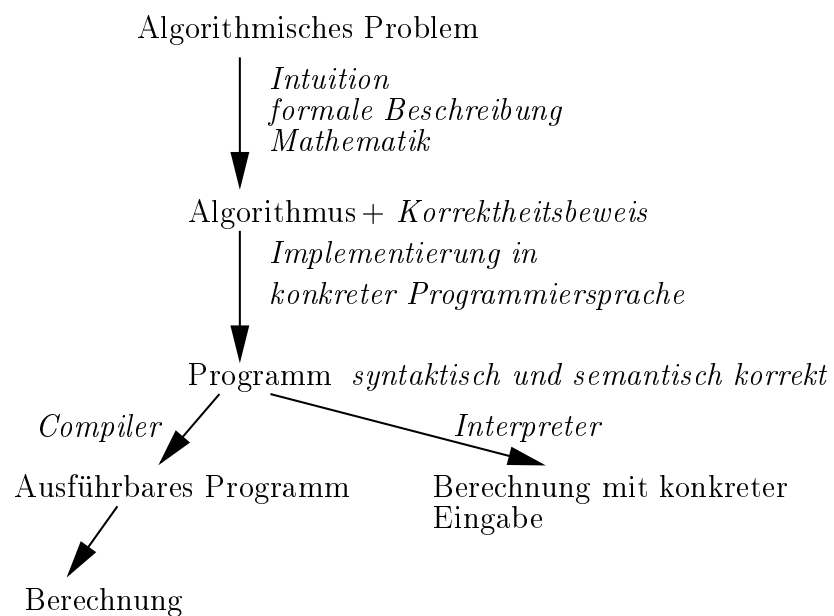 Algorithmisches Problem
Intuition
formale Beschreibung
Mathematik
Algorithmus + Korrektheitsbeweis
Implementierung in
konkreter Programmiersprache
Programm syntaktisch und semantisch korrekt
Compiler
Interpreter
Ausführbares Programm
Berechnung mit konkreter
Eingabe
Berechnung